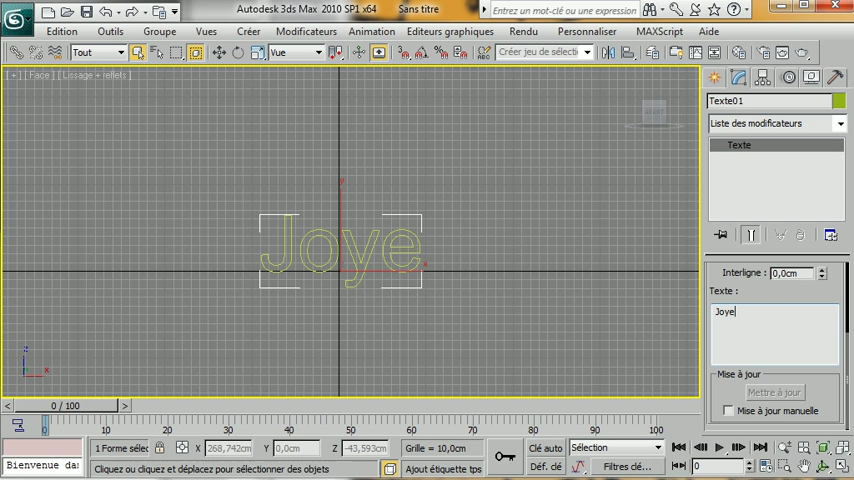 Autodesk 3ds Max 2010 SP1 x64 Sans titre
Entrez un mot-clé ou expression
Edition Outils Groupe Vues Créer Modificateurs Animation Editeurs graphiques Rendu Personnaliser MAXScript Aide
Tout Vue Créer jeu de sélecti
[ + ] [ Face ] [ Lissage + reflets ]
Texte01
Liste des modificateurs
Texte
y
Joye
x
Interligne : 0,0cm
Texte :
Joye
z
x
Mise à jour
Mettre à jour
Mise à jour manuelle
0 / 100
0 10 20 30 40 50 60 70 80 90 100
1 Forme sélec X 268,742cm Y 0,0cm Z -43,593cm Grille = 10,0cm Clé auto Sélection
Bienvenue da Cliquez ou cliquez et déplacez pour sélectionner des objets Ajout étiquette tps Déf. clé Filtres clé... 0